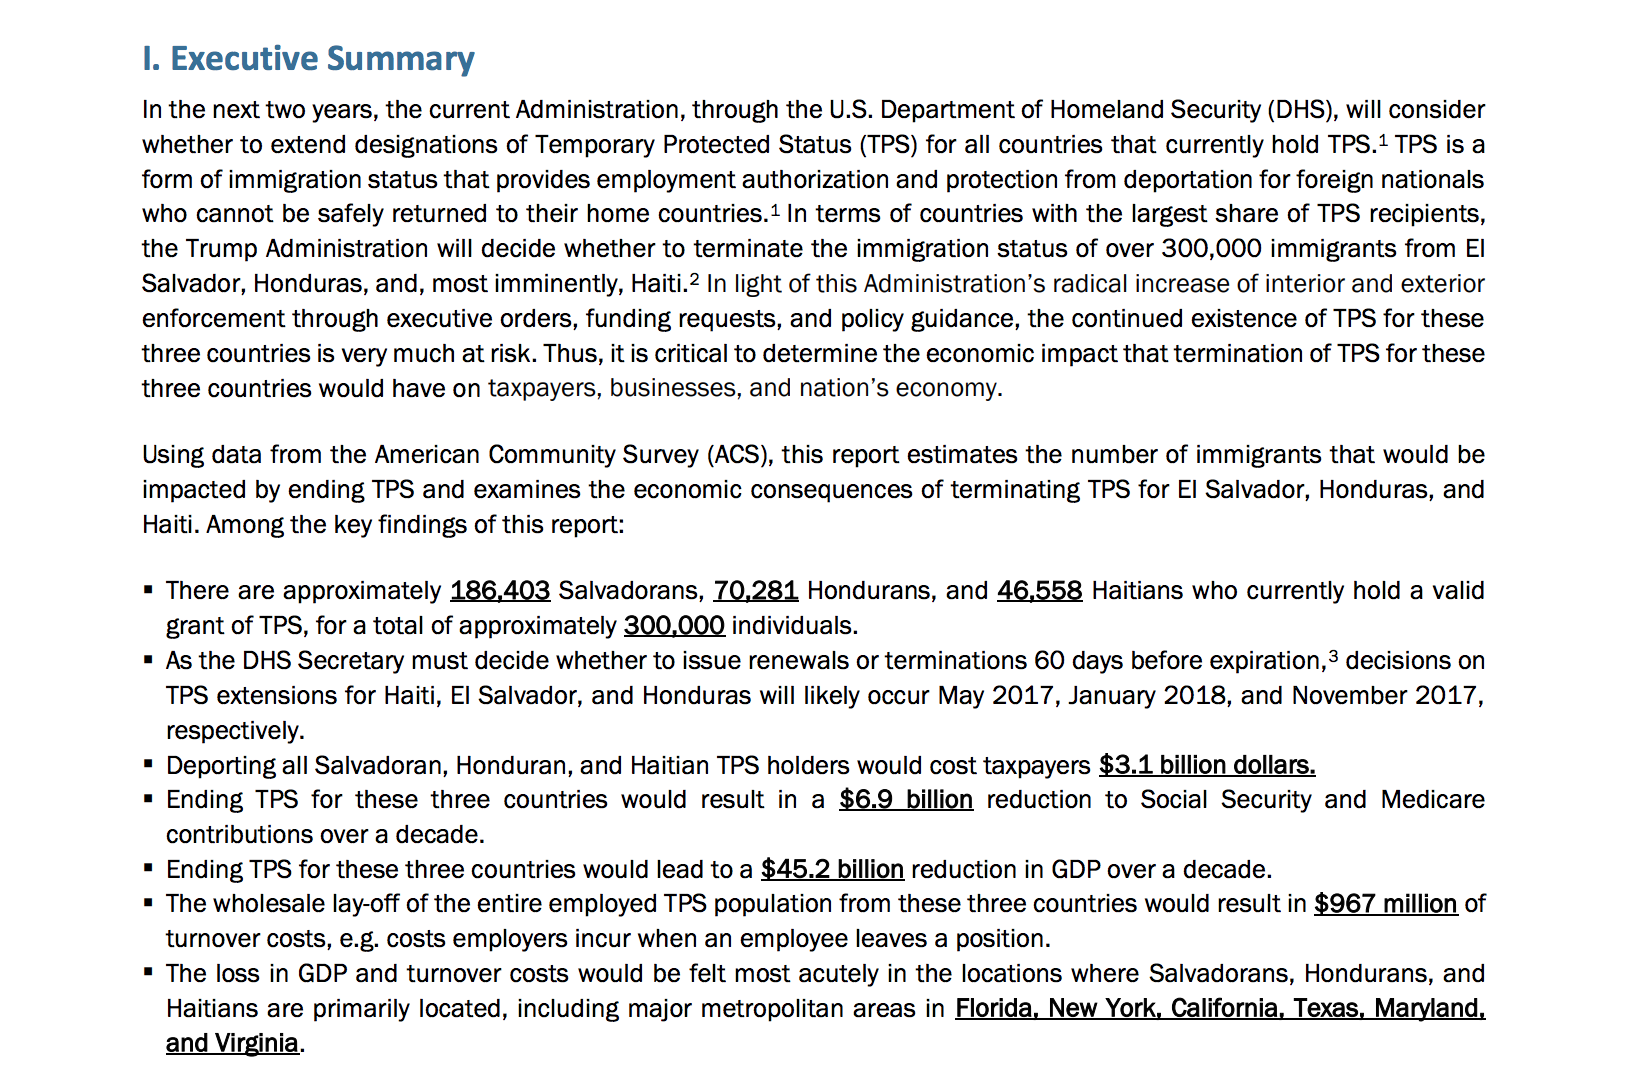 I. Executive Summary
In the next two years, the current Administration, through the U.S. Department of Homeland Security (DHS), will consider
whether to extend designations of Temporary Protected Status (TPS) for all countries that currently hold TPS.¹ TPS is a
form of immigration status that provides employment authorization and protection from deportation for foreign nationals
who cannot be safely returned to their home countries.¹ In terms of countries with the largest share of TPS recipients,
the Trump Administration will decide whether to terminate the immigration status of over 300,000 immigrants from El
Salvador, Honduras, and, most imminently, Haiti.² In light of this Administration’s radical increase of interior and exterior
enforcement through executive orders, funding requests, and policy guidance, the continued existence of TPS for these
three countries is very much at risk. Thus, it is critical to determine the economic impact that termination of TPS for these
three countries would have on taxpayers, businesses, and nation’s economy.
Using data from the American Community Survey (ACS), this report estimates the number of immigrants that would be
impacted by ending TPS and examines the economic consequences of terminating TPS for El Salvador, Honduras, and
Haiti. Among the key findings of this report:
▪ There are approximately 186,403 Salvadorans, 70,281 Hondurans, and 46,558 Haitians who currently hold a valid
grant of TPS, for a total of approximately 300,000 individuals.
▪ As the DHS Secretary must decide whether to issue renewals or terminations 60 days before expiration,³ decisions on
TPS extensions for Haiti, El Salvador, and Honduras will likely occur May 2017, January 2018, and November 2017,
respectively.
▪ Deporting all Salvadoran, Honduran, and Haitian TPS holders would cost taxpayers $3.1 billion dollars.
▪ Ending TPS for these three countries would result in a $6.9 billion reduction to Social Security and Medicare
contributions over a decade.
▪ Ending TPS for these three countries would lead to a $45.2 billion reduction in GDP over a decade.
▪ The wholesale lay-off of the entire employed TPS population from these three countries would result in $967 million of
turnover costs, e.g. costs employers incur when an employee leaves a position.
▪ The loss in GDP and turnover costs would be felt most acutely in the locations where Salvadorans, Hondurans, and
Haitians are primarily located, including major metropolitan areas in Florida, New York, California, Texas, Maryland,
and Virginia.